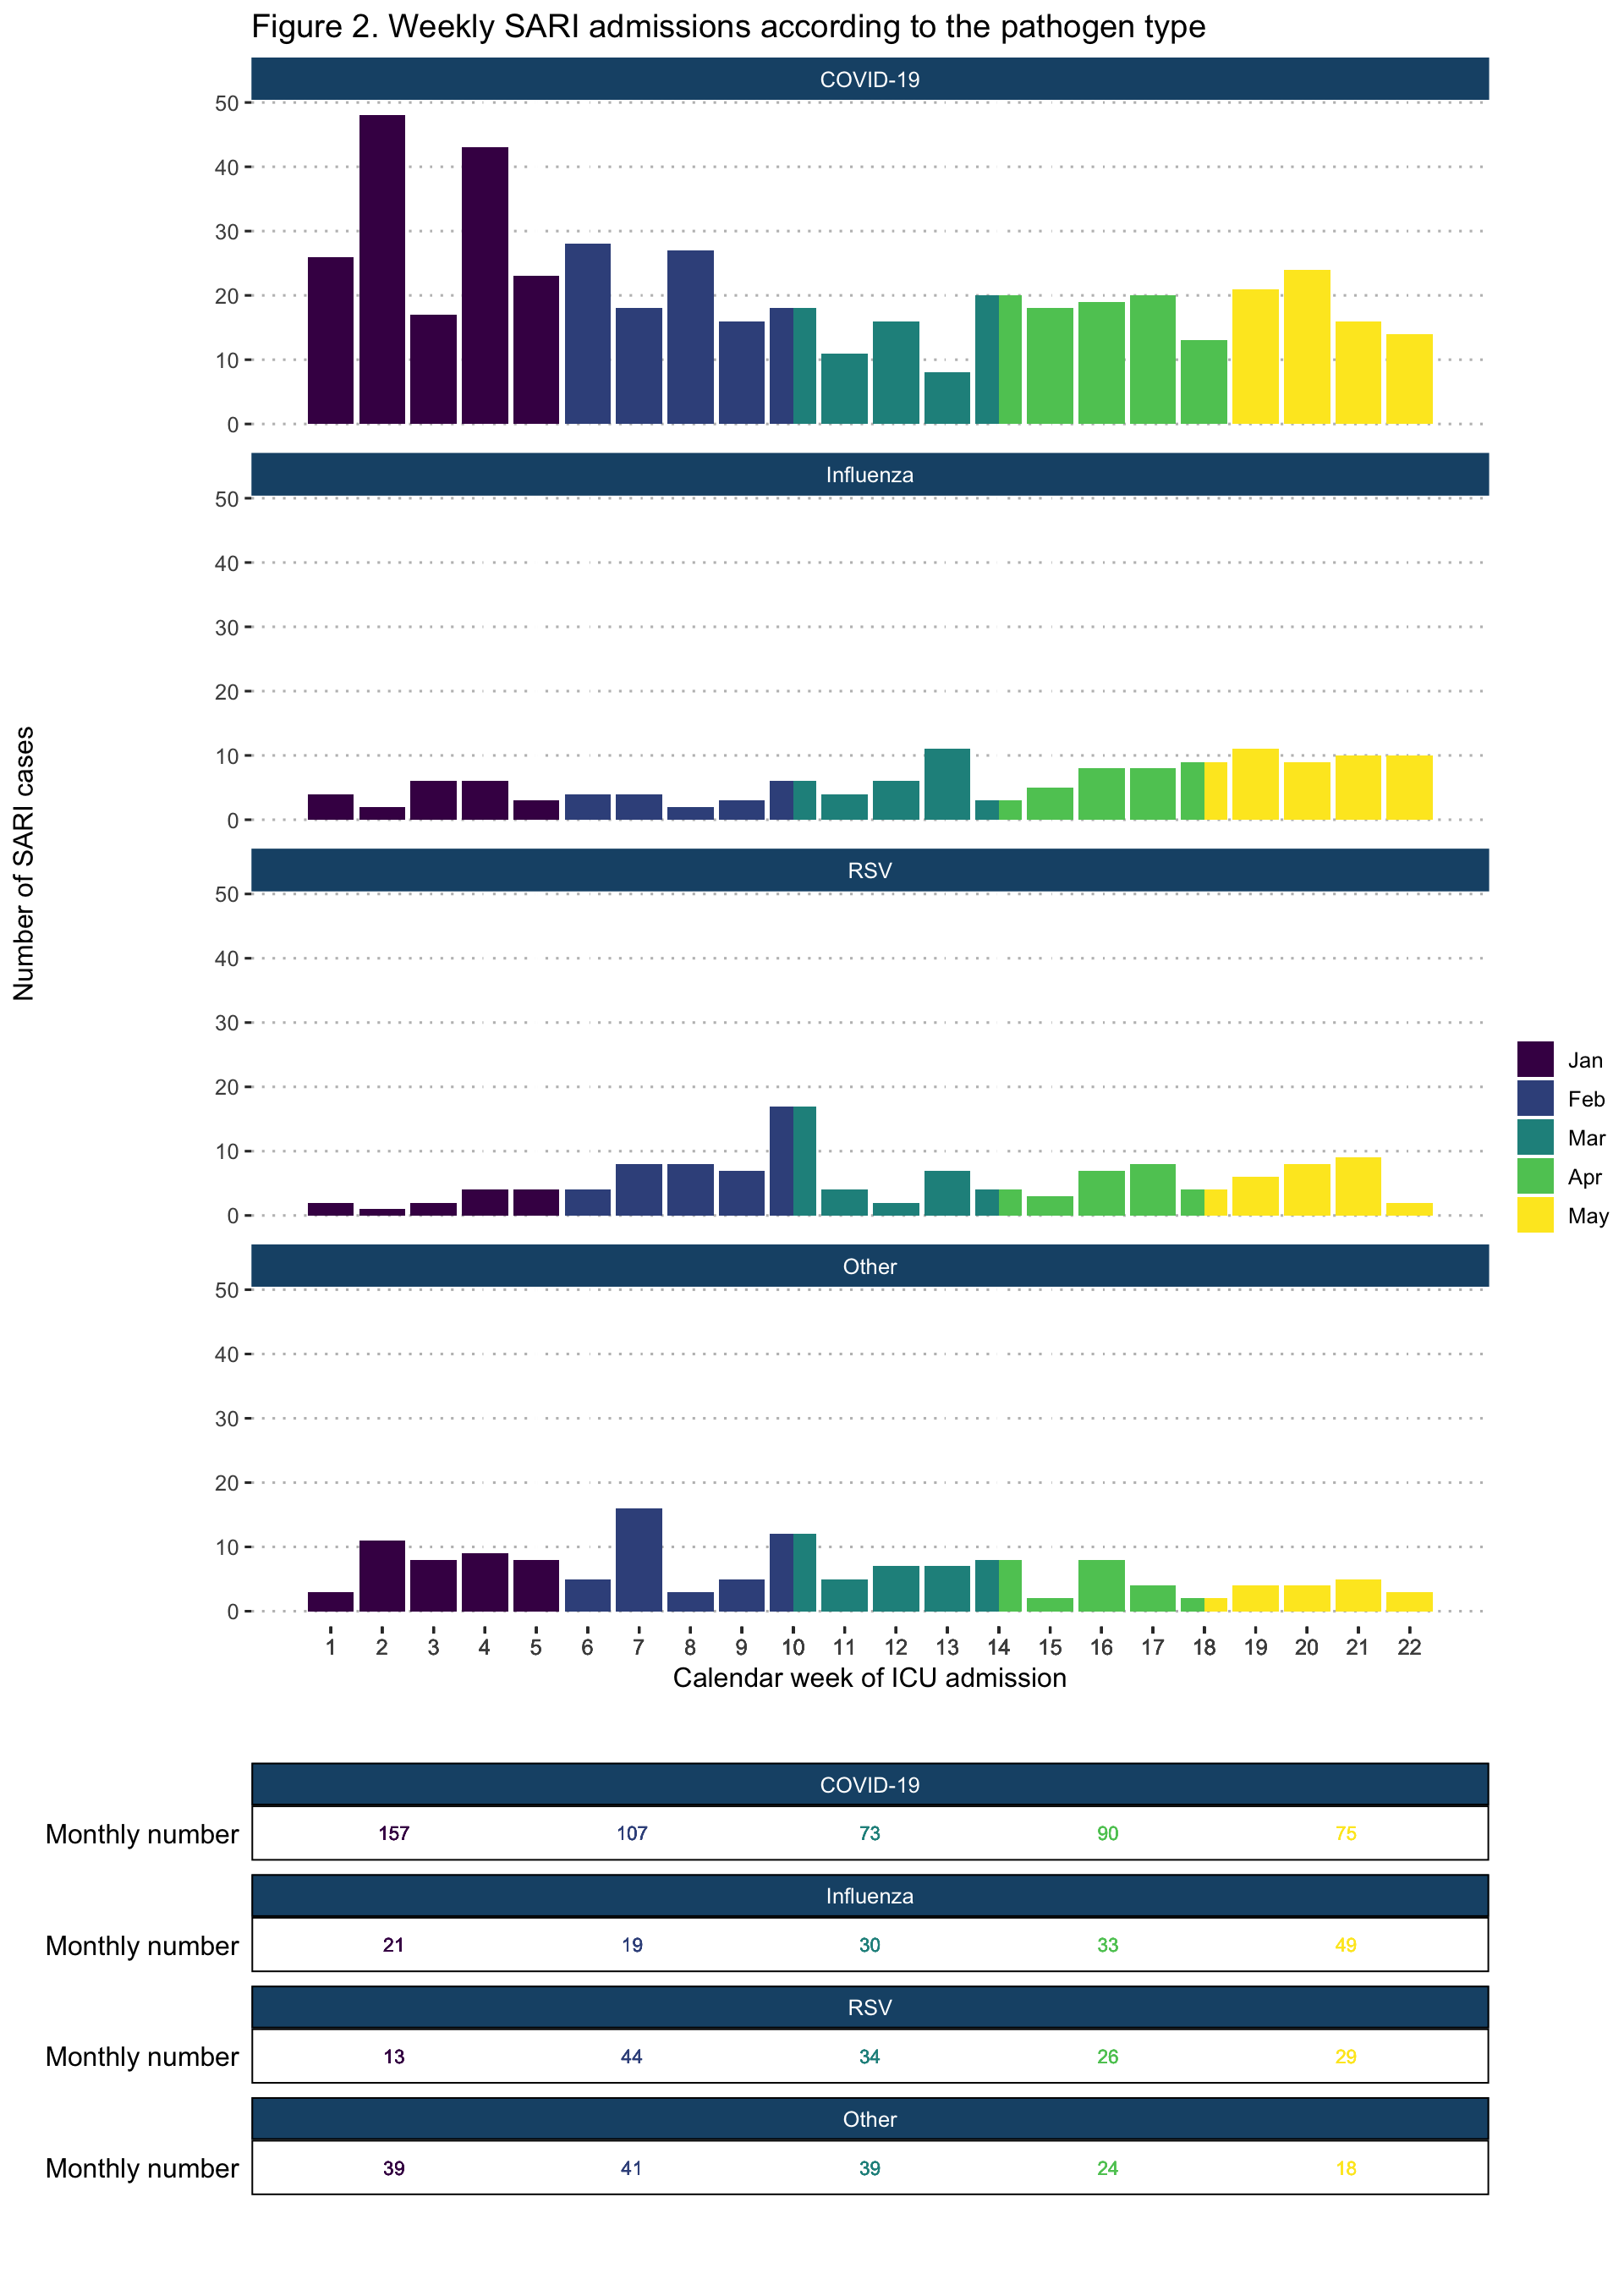 Figure 2. Weekly SARI admissions according to the pathogen type
COVID-19
50
40
30
20
10
0
Influenza
50
40
30
20
10
0
Number of SARI cases
RSV
50
40
30
20
10
0
Jan
Feb
Mar
Apr
May
Other
50
40
30
20
10
0
1 2 3 4 5 6 7 8 9 10 11 12 13 14 15 16 17 18 19 20 21 22
Calendar week of ICU admission
COVID-19
Monthly number 157 107 73 90 75
Influenza
Monthly number 21 19 30 33 49
RSV
Monthly number 13 44 34 26 29
Other
Monthly number 39 41 39 24 18